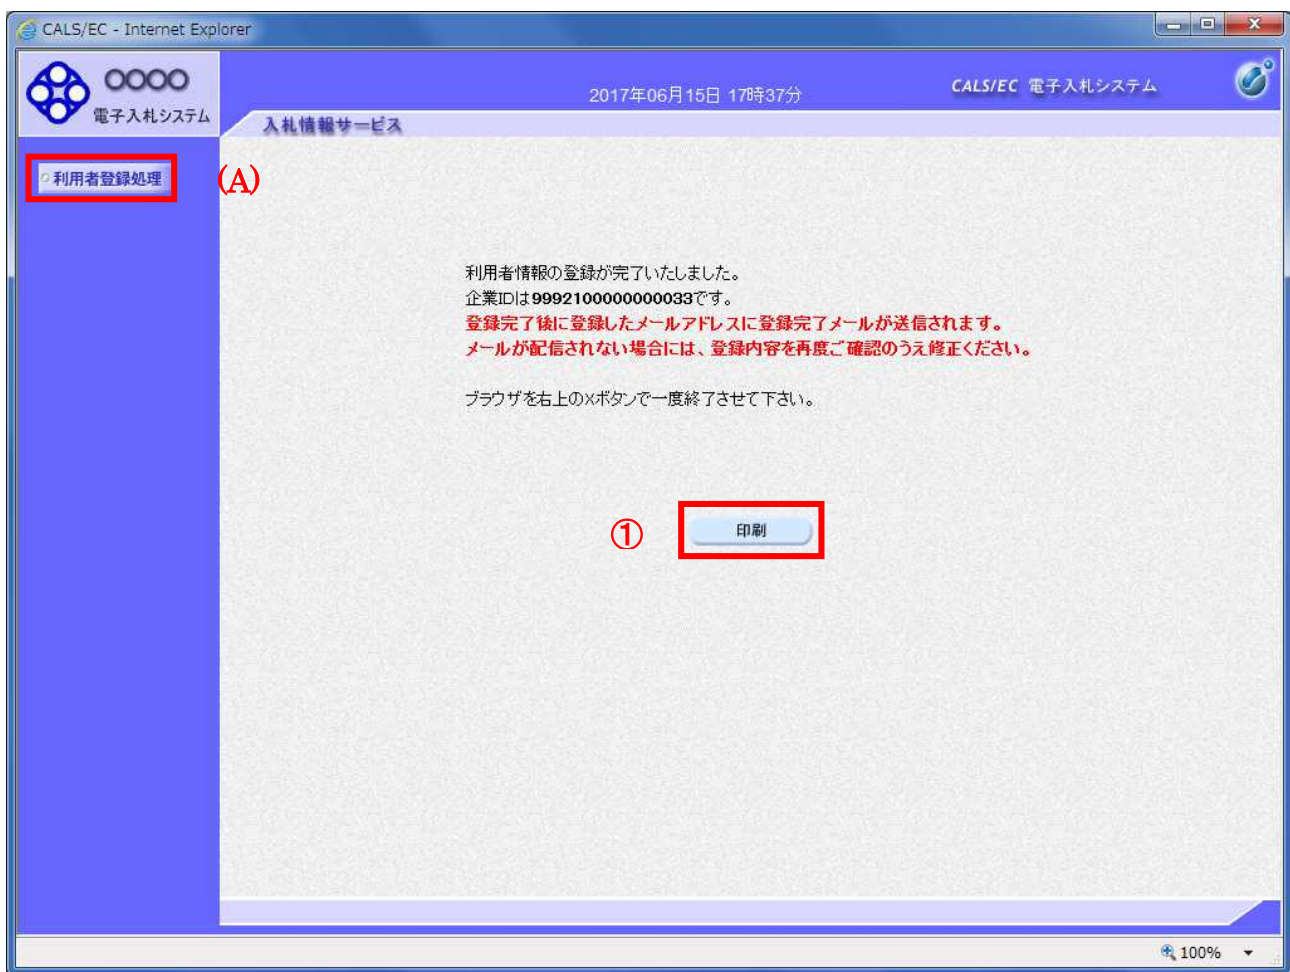 CALS/EC - Internet Explorer
〇〇〇〇
電子入札システム
2017年06月15日 17時37分
CALS/EC 電子入札システム
入札情報サービス
利用者登録処理
(A)
利用者情報の登録が完了いたしました。
企業IDは9992100000000033です。
登録完了後に登録したメールアドレスに登録完了メールが送信されます。
メールが配信されない場合には、登録内容を再度ご確認のうえ修正ください。
ブラウザを右上の×ボタンで一度終了させて下さい。
①
印刷
100%